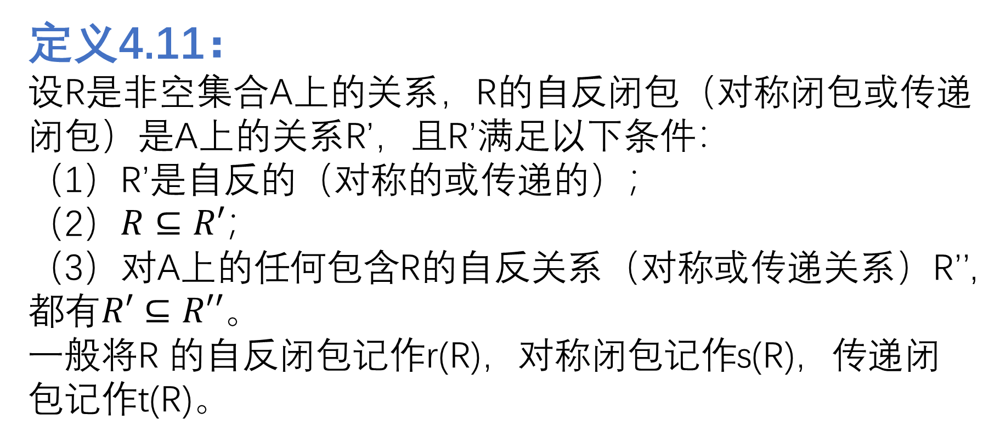 定义4.11：
设R是非空集合A上的关系，R的自反闭包（对称闭包或传递
闭包）是A上的关系R’，且R’满足以下条件：
（1）R’是自反的（对称的或传递的）；
（2）R ⊆ R′；
（3）对A上的任何包含R的自反关系（对称或传递关系）R’’，
都有R′ ⊆ R′′。
一般将R 的自反闭包记作r(R)，对称闭包记作s(R)，传递闭
包记作t(R)。